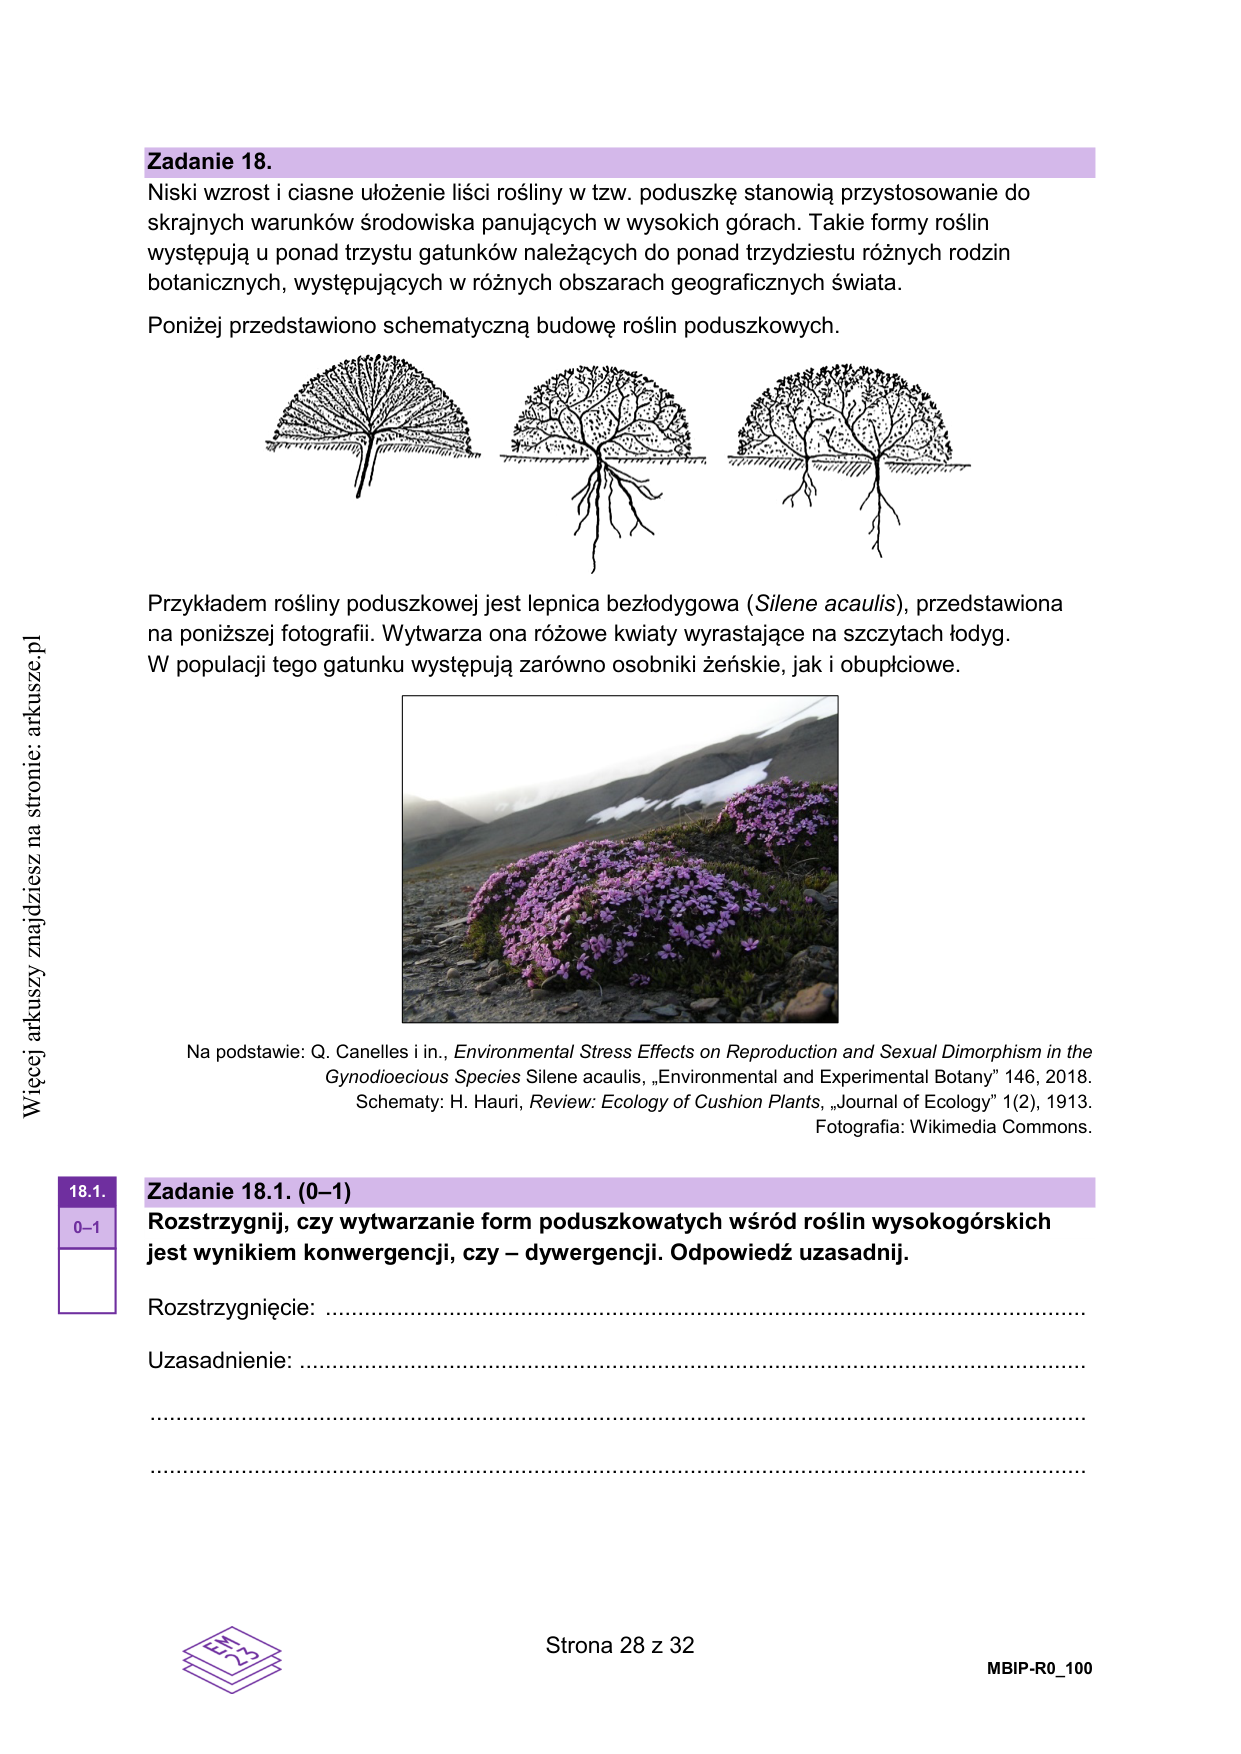 Zadanie 18.
Niski wzrost i ciasne ułożenie liści rośliny w tzw. poduszkę stanowią przystosowanie do
skrajnych warunków środowiska panujących w wysokich górach. Takie formy roślin
występują u ponad trzystu gatunków należących do ponad trzydziestu różnych rodzin
botanicznych, występujących w różnych obszarach geograficznych świata.
Poniżej przedstawiono schematyczną budowę roślin poduszkowych.
Przykładem rośliny poduszkowej jest lepnica bezłodygowa (Silene acaulis), przedstawiona
na poniższej fotografii. Wytwarza ona różowe kwiaty wyrastające na szczytach łodyg.
W populacji tego gatunku występują zarówno osobniki żeńskie, jak i obupłciowe.
Na podstawie: Q. Canelles i in., Environmental Stress Effects on Reproduction and Sexual Dimorphism in the
Gynodioecious Species Silene acaulis, „Environmental and Experimental Botany” 146, 2018.
Schematy: H. Hauri, Review: Ecology of Cushion Plants, „Journal of Ecology” 1(2), 1913.
Fotografia: Wikimedia Commons.
18.1.
0–1
Zadanie 18.1. (0–1)
Rozstrzygnij, czy wytwarzanie form poduszkowatych wśród roślin wysokogórskich
jest wynikiem konwergencji, czy – dywergencji. Odpowiedź uzasadnij.
Rozstrzygnięcie: ....................................................................................................................
Uzasadnienie: ........................................................................................................................
...............................................................................................................................................
...............................................................................................................................................
Więcej arkuszy znajdziesz na stronie: arkusze.pl
EM
23
Strona 28 z 32
MBIP-R0_100